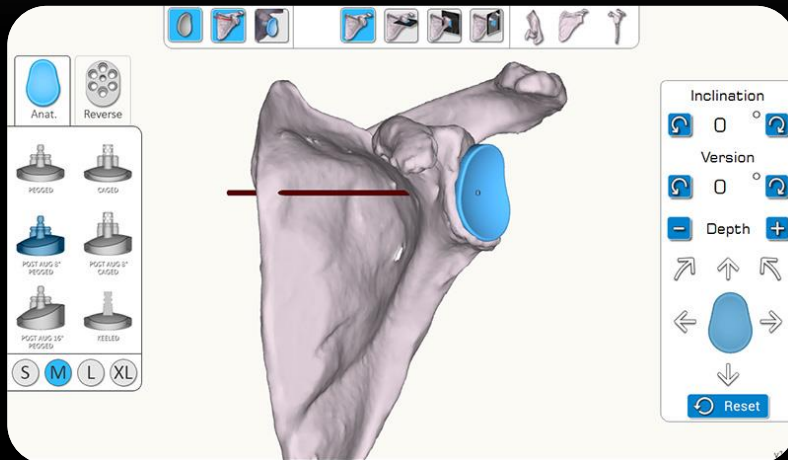 Anat.
Reverse
PEGGED
CAGED
POST AUG 8°
PEGGED
POST AUG 8°
CAGED
POST AUG 16°
PEGGED
KEELED
S M L XL
Inclination
0 °
Version
0 °
− Depth +
Reset